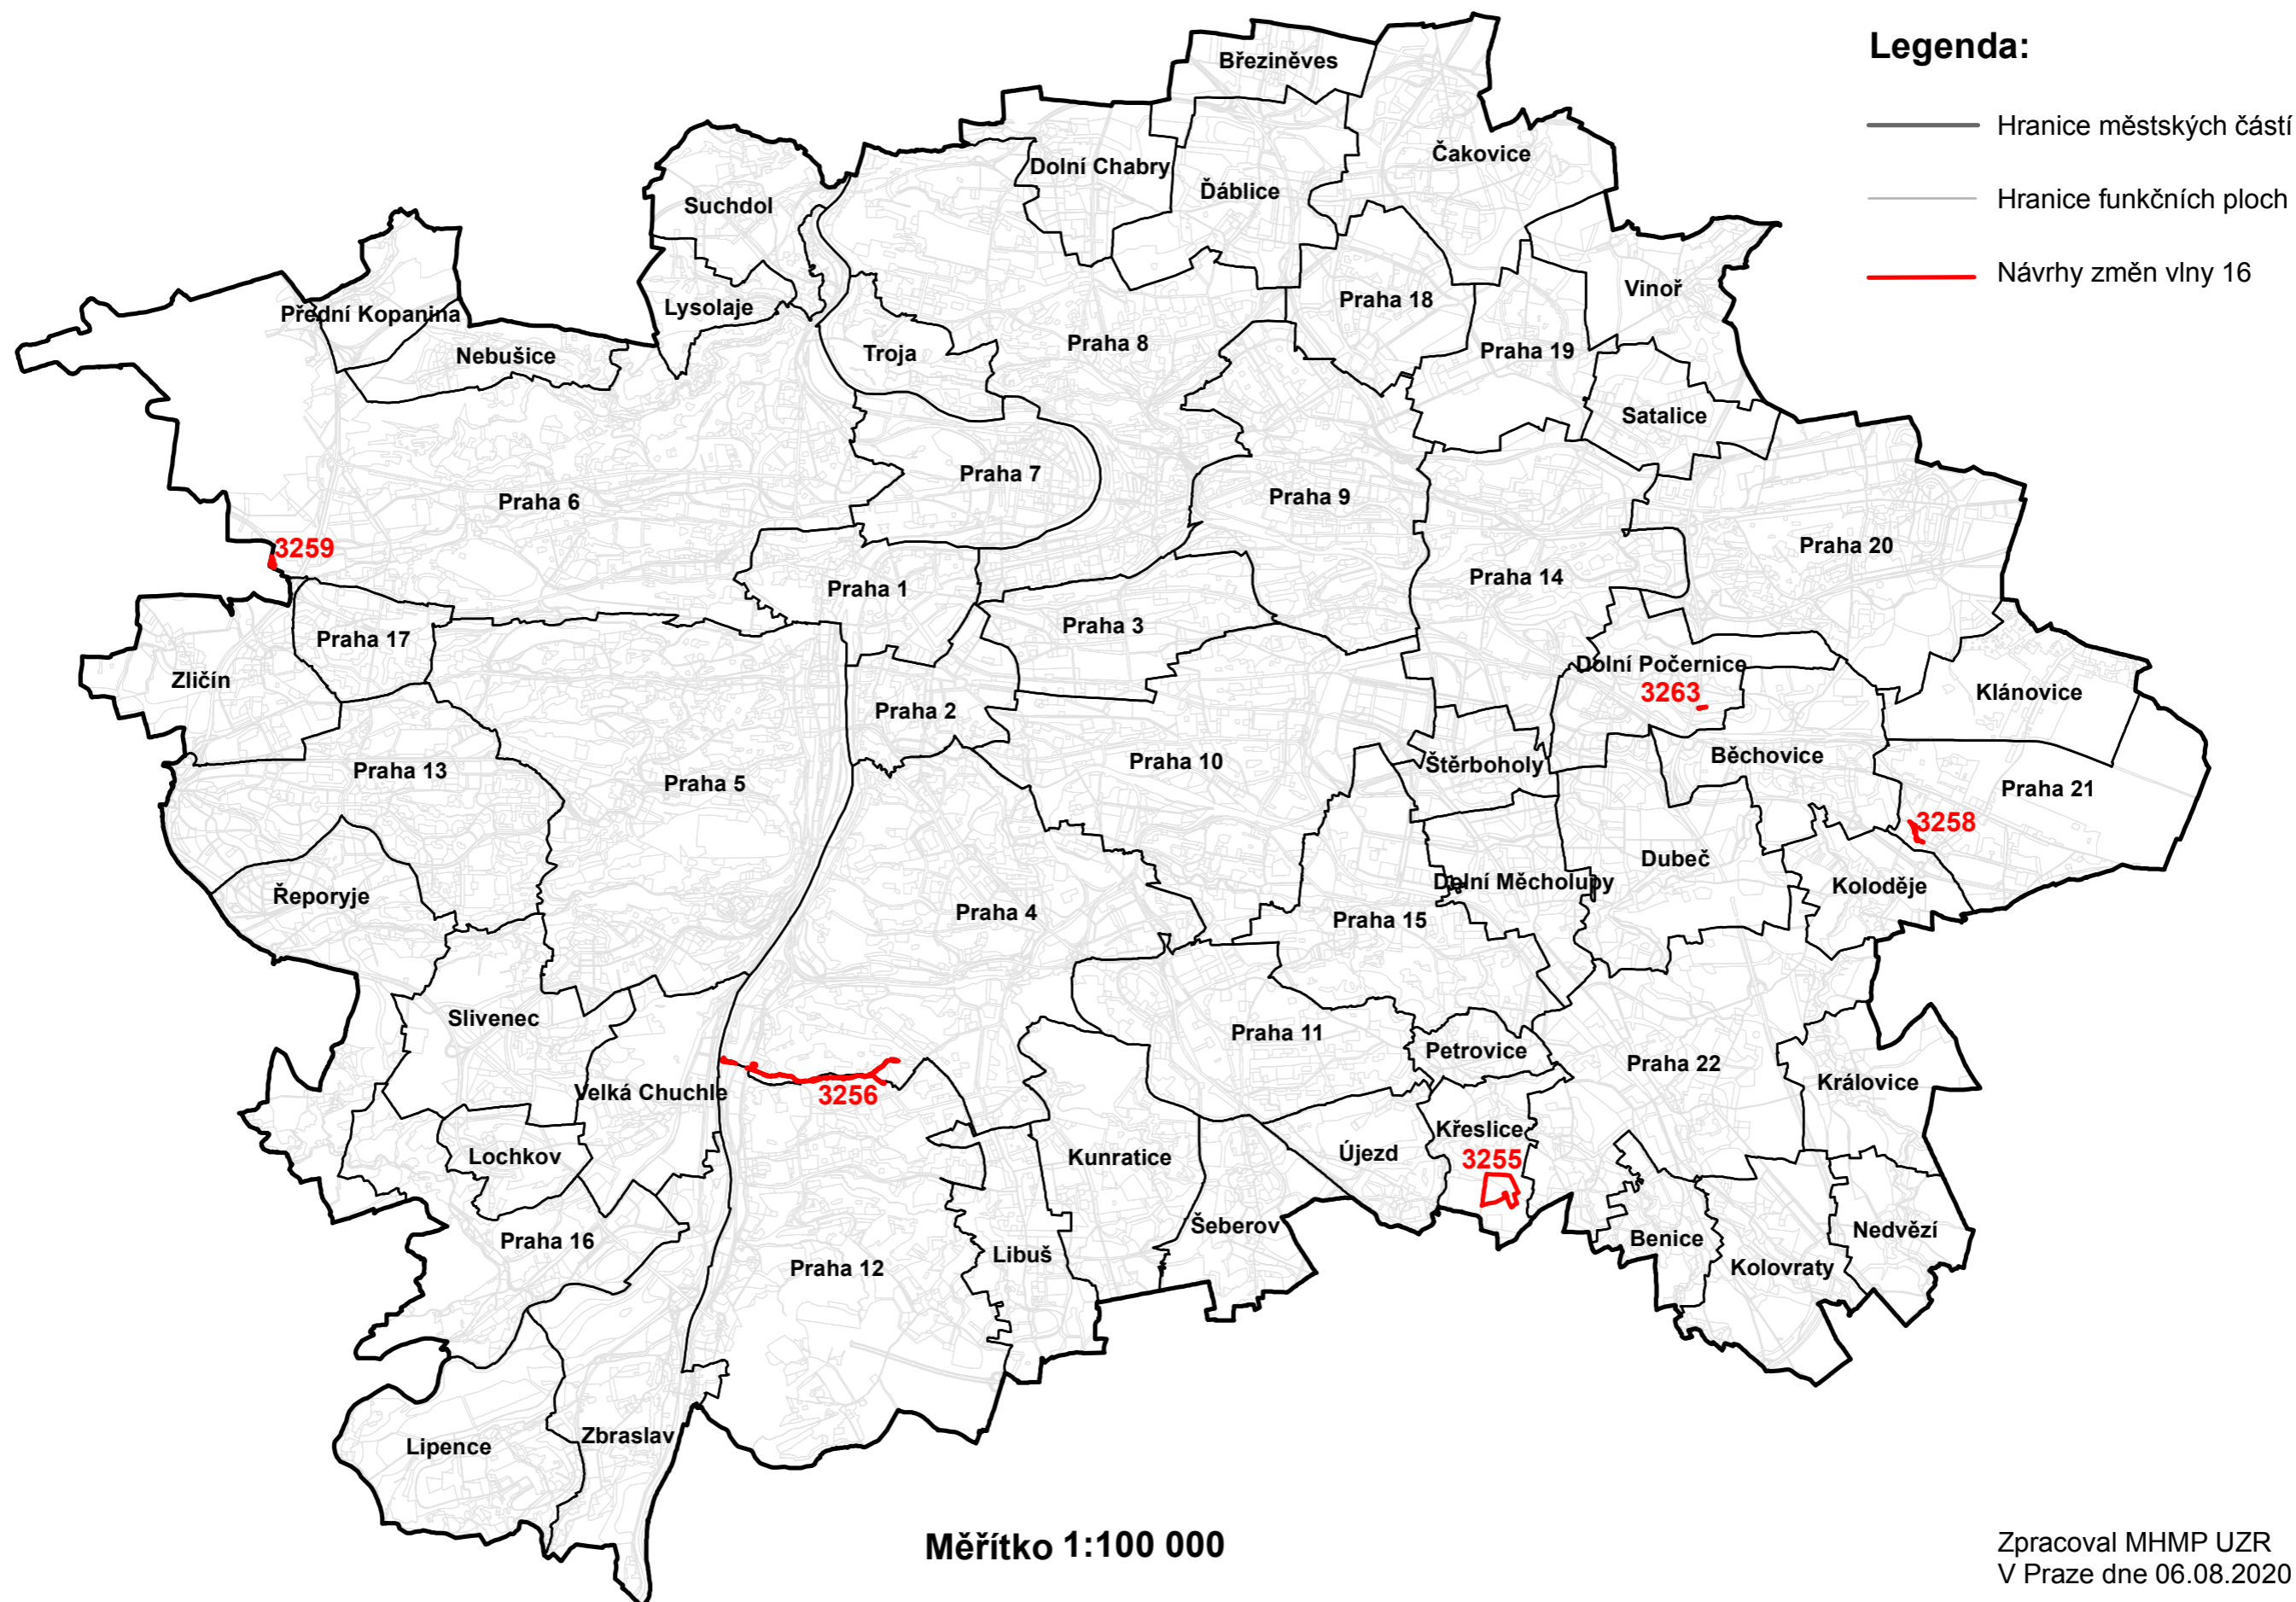 Legenda:
Hranice městských částí
Hranice funkčních ploch
Návrhy změn vlny 16
Březiněves
Čakovice
Dolní Chabry
Ďáblice
Suchdol
Vinoř
Praha 18
Lysolaje
Přední Kopanina
Nebušice
Troja
Praha 8
Praha 19
Satalice
Praha 7
Praha 9
Praha 6
3259
Praha 20
Praha 14
Praha 1
Praha 3
Praha 17
Dolní Počernice
3263
Zličín
Klánovice
Praha 2
Běchovice
Praha 10
Štěrboholy
Praha 13
Praha 5
Praha 21
3258
Dubeč
Dolní Měcholupy
Koloděje
Řeporyje
Praha 4
Praha 15
Slivenec
Praha 11
Petrovice
Praha 22
Královice
Velká Chuchle
3256
Křeslice
3255
Lochkov
Kunratice
Újezd
Šeberov
Nedvězí
Benice
Praha 16
Libuš
Praha 12
Kolovraty
Zbraslav
Lipence
Měřítko 1:100 000
Zpracoval MHMP UZR
V Praze dne 06.08.2020